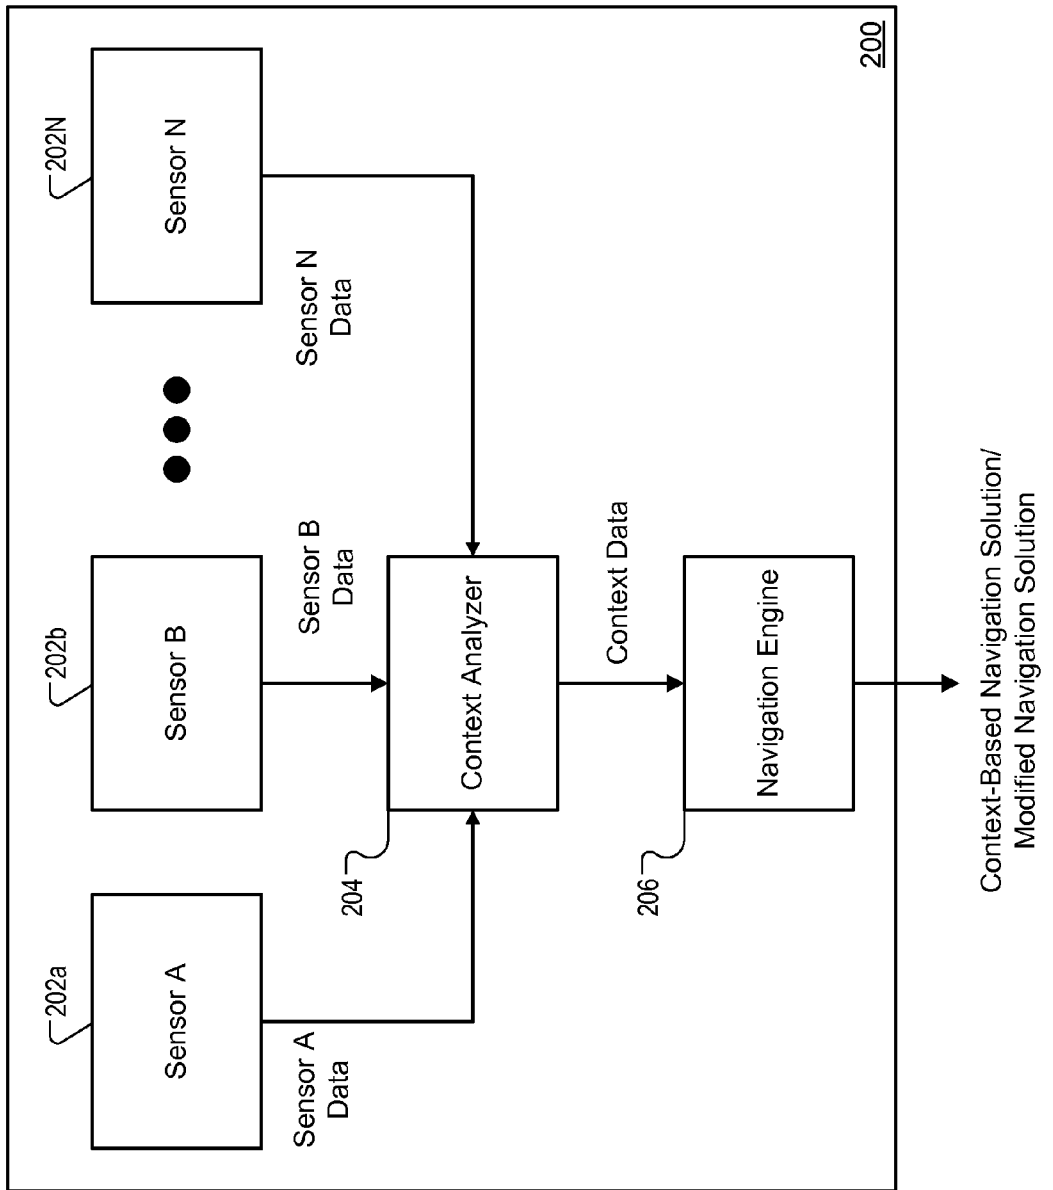 202a
202b
202N
Sensor A
Sensor B
Sensor N
Sensor A
Data
Sensor B
Data
Sensor N
Data
204
Context Analyzer
Context Data
206
Navigation Engine
200
Context-Based Navigation Solution/
Modified Navigation Solution